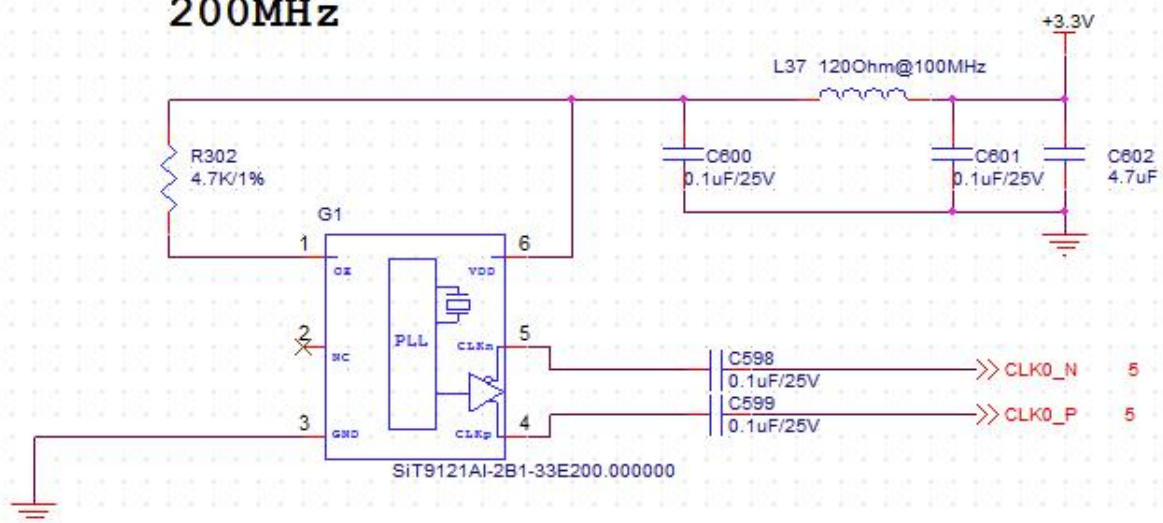 200MHz
+3.3V
L37 120Ohm@100MHz
R302
4.7K/1%
C600
0.1uF/25V
C601
0.1uF/25V
C602
4.7uF
G1
1
6
OE
VDD
2
5
NC
PLL
CLKn
3
4
GND
CLKp
C598
0.1uF/25V
CLK0_N 5
C599
0.1uF/25V
CLK0_P 5
SiT9121AI-2B1-33E200.000000